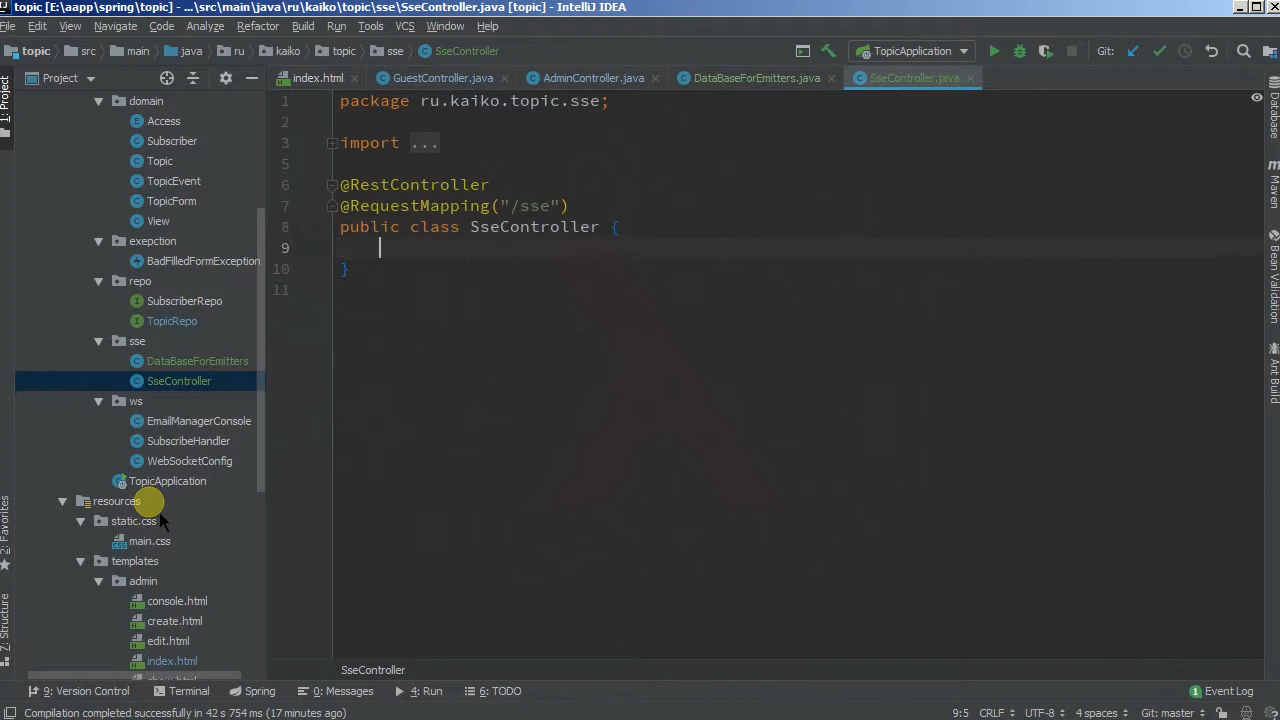 topic [E:\aapp\spring\topic] - ...\src\main\java\ru\kaiko\topic\sse\SseController.java [topic] - IntelliJ IDEA
File Edit View Navigate Code Analyze Refactor Build Run Tools VCS Window Help
topic src main java ru kaiko topic sse SseController TopicApplication Git:
Project index.html GuestController.java AdminController.java DataBaseForEmitters.java SseController.java
1: Project
2: Favorites
7: Structure
domain
Access
Subscriber
Topic
TopicEvent
TopicForm
View
exepction
BadFilledFormException
repo
SubscriberRepo
TopicRepo
sse
DataBaseForEmitters
SseController
ws
EmailManagerConsole
SubscribeHandler
WebSocketConfig
TopicApplication
resources
static.css
main.css
templates
admin
console.html
create.html
edit.html
index.html
1 package ru.kaiko.topic.sse;
2
3 import ...
5
6 @RestController
7 @RequestMapping("/sse")
8 public class SseController {
9
10 }
11
SseController
Database
Maven
Bean Validation
Ant Build
9: Version Control Terminal Spring 0: Messages 4: Run 6: TODO 1 Event Log
Compilation completed successfully in 42 s 754 ms (17 minutes ago) 9:5 CRLF UTF-8 4 spaces Git: master